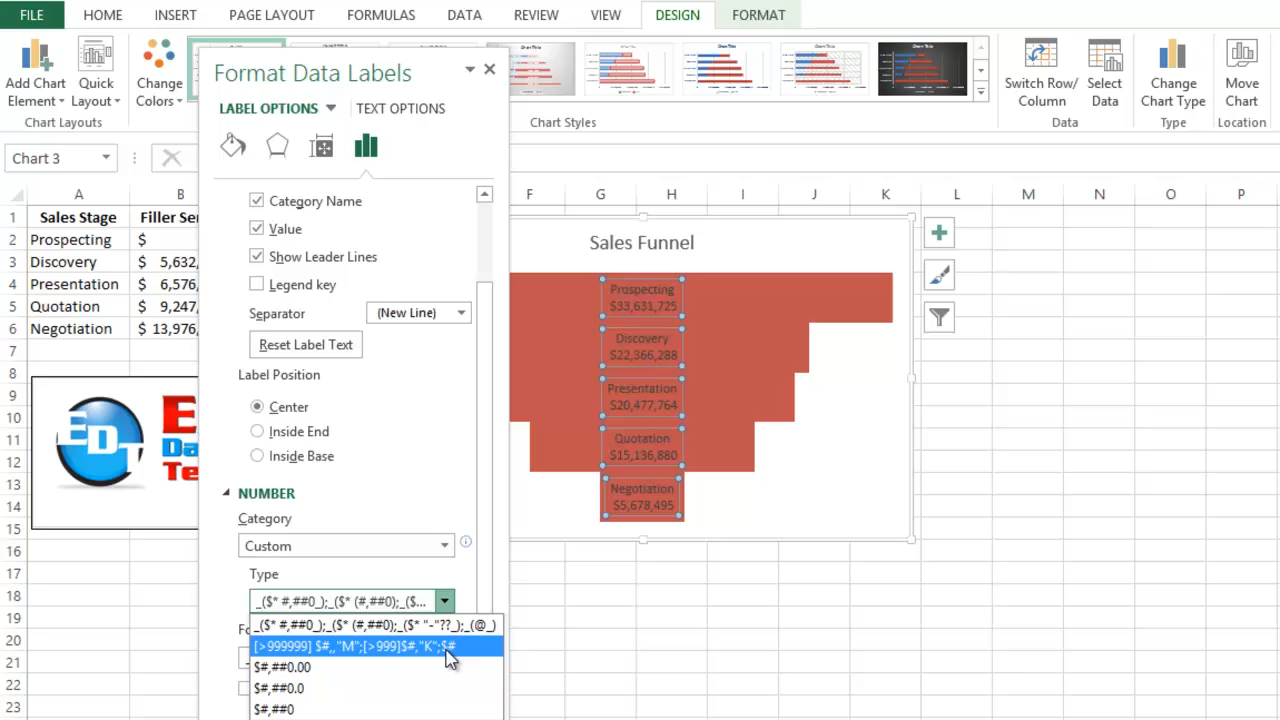 FILE HOME INSERT PAGE LAYOUT FORMULAS DATA REVIEW VIEW DESIGN FORMAT
Add Chart Element
Quick Layout
Change Colors
Switch Row/ Column
Select Data
Change Chart Type
Move Chart
Chart Layouts
Chart Styles
Data
Type
Location
Chart 3
Format Data Labels
LABEL OPTIONS TEXT OPTIONS
Category Name
Value
Show Leader Lines
Legend key
Separator (New Line)
Reset Label Text
Label Position
Center
Inside End
Inside Base
NUMBER
Category
Custom
Type
_($* #,##0_);_($* (#,##0);_($...
_($* #,##0_);_($* (#,##0);_($* "-"??_);_(@_)
[>999999] $#,,"M";[>999]$#,"K";$#
$#,##0.00
$#,##0.0
$#,##0
A B F G H I J K L M N O P
1 Sales Stage Filler Ser
2 Prospecting $
3 Discovery $ 5,632,
4 Presentation $ 6,576,
5 Quotation $ 9,247,
6 Negotiation $ 13,976,
7
8
9
10
11
12
13
14
15
16
17
18
19
20
21
22
23
EDT
Sales Funnel
Prospecting
$33,631,725
Discovery
$22,366,288
Presentation
$20,477,764
Quotation
$15,136,880
Negotiation
$5,678,495